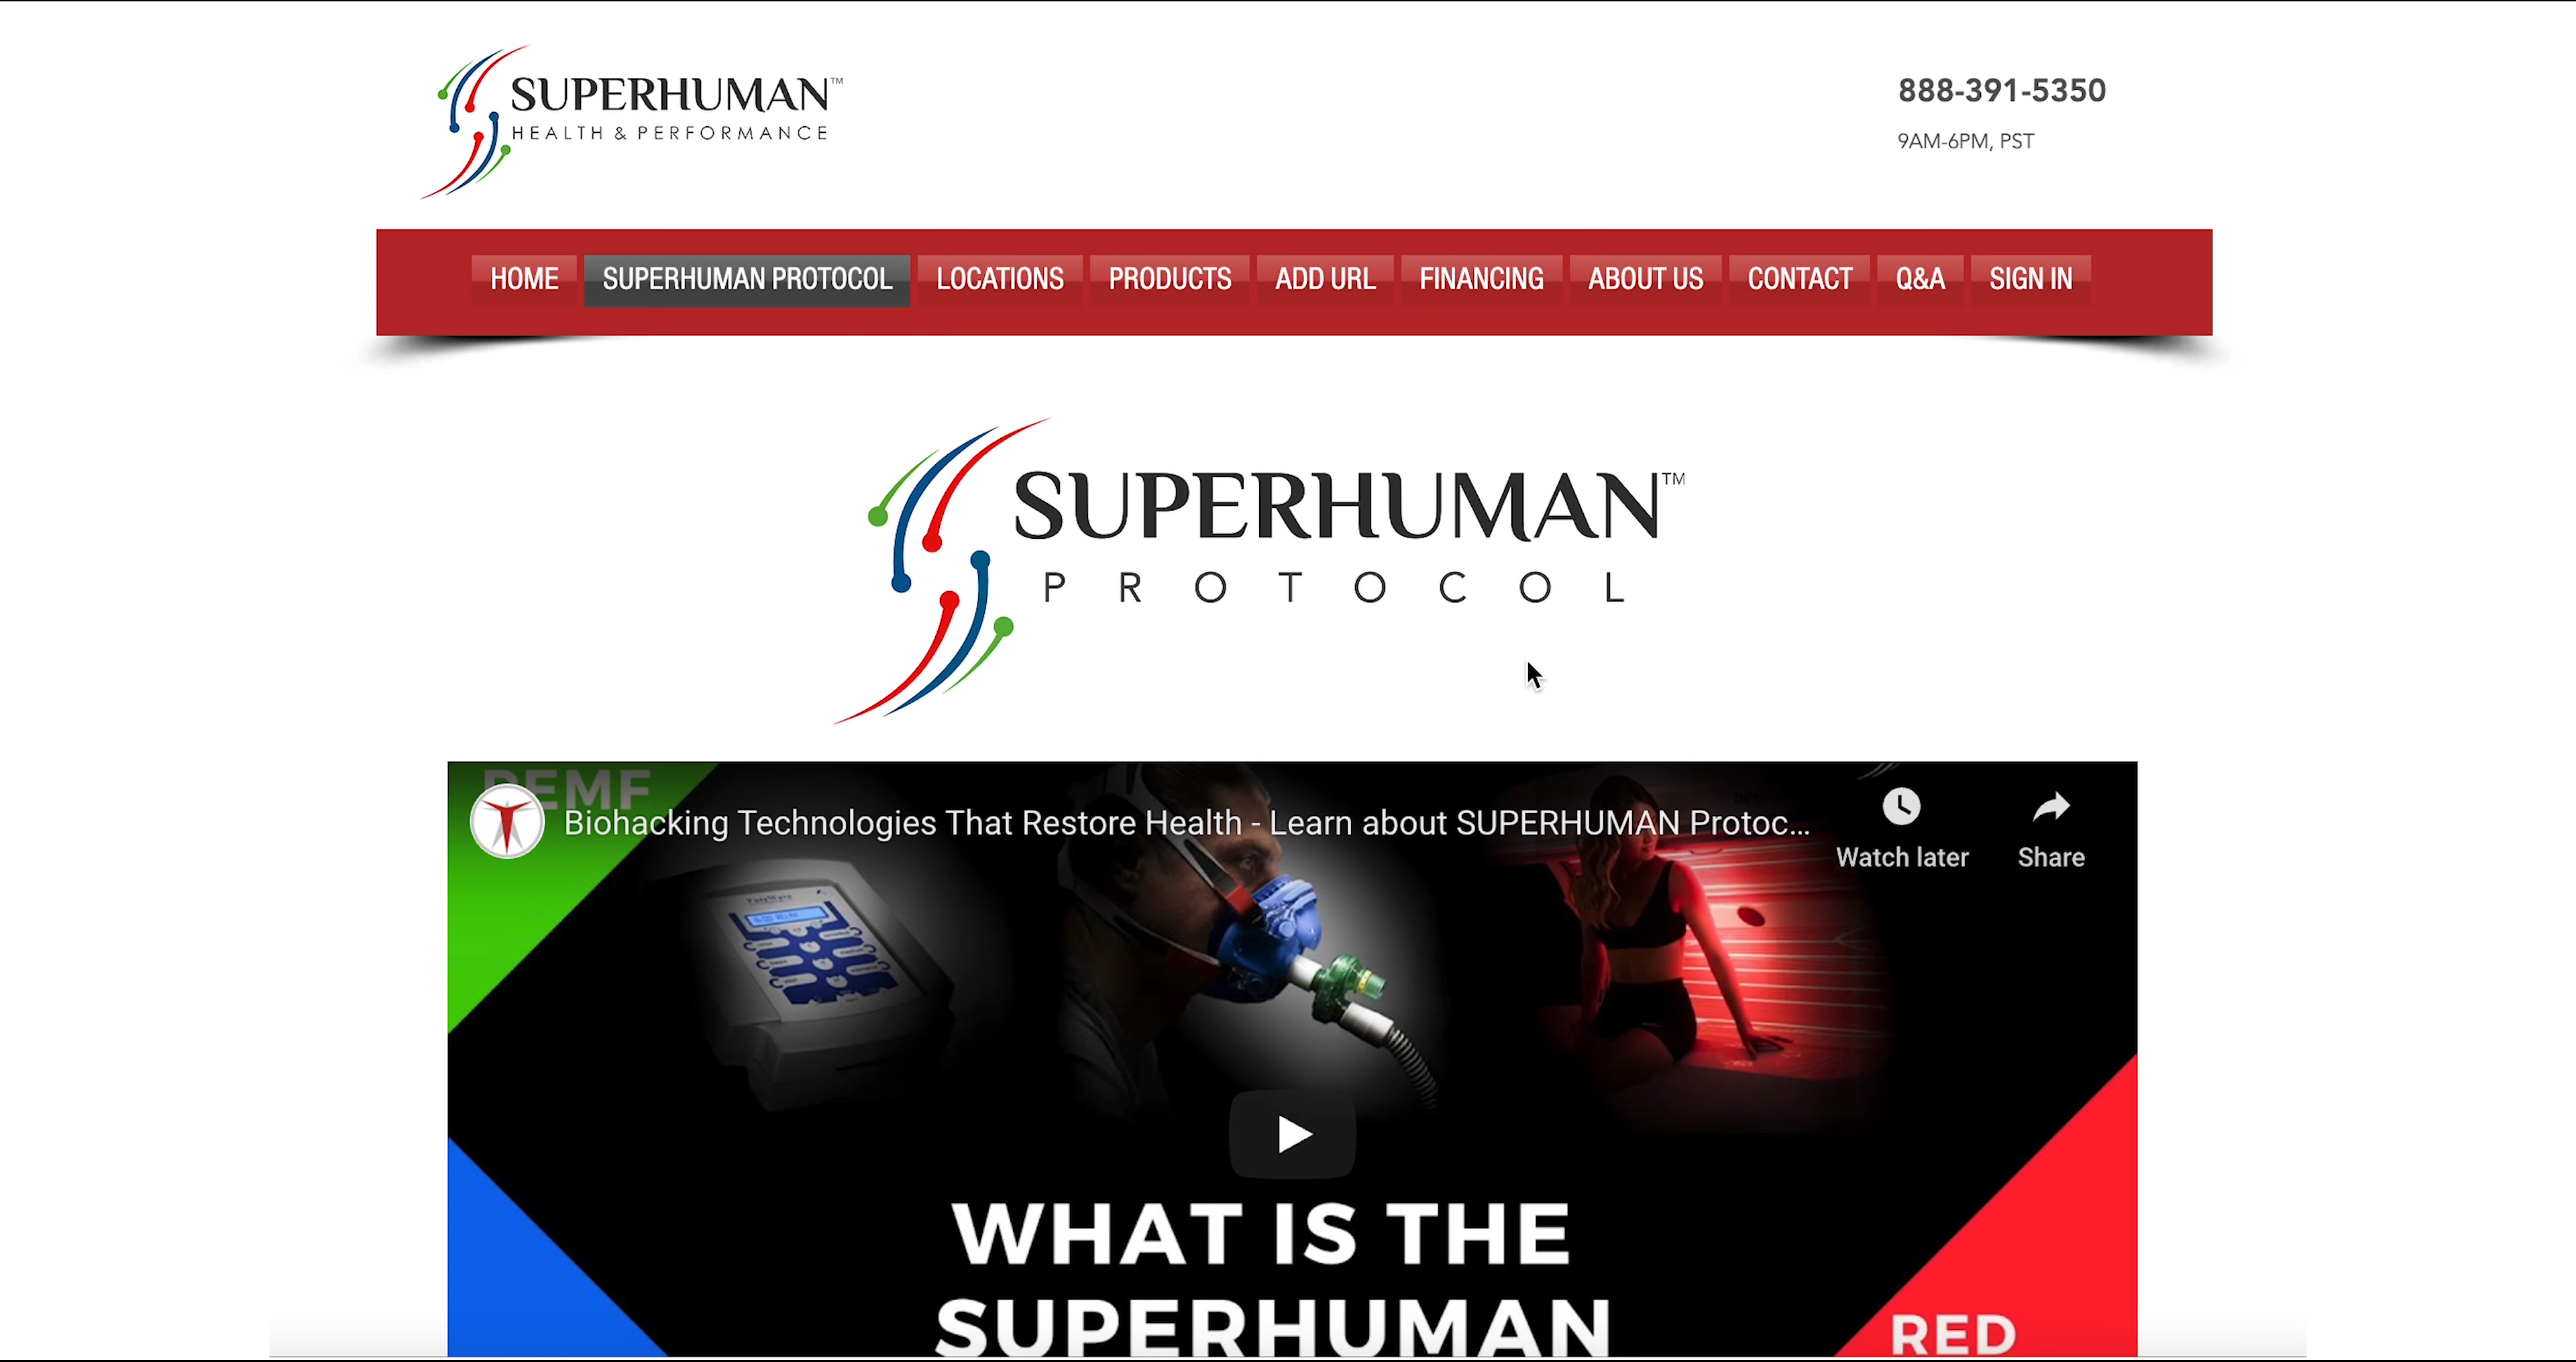 SUPERHUMAN™
HEALTH & PERFORMANCE
888-391-5350
9AM-6PM, PST
HOME
SUPERHUMAN PROTOCOL
LOCATIONS
PRODUCTS
ADD URL
FINANCING
ABOUT US
CONTACT
Q&A
SIGN IN
SUPERHUMAN™
PROTOCOL
PEMF
Biohacking Technologies That Restore Health - Learn about SUPERHUMAN Protoc...
Watch later
Share
WHAT IS THE
SUPERHUMAN
RED